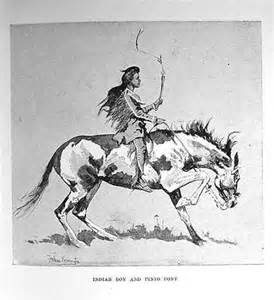 INDIAN BOY AND PINTO PONY